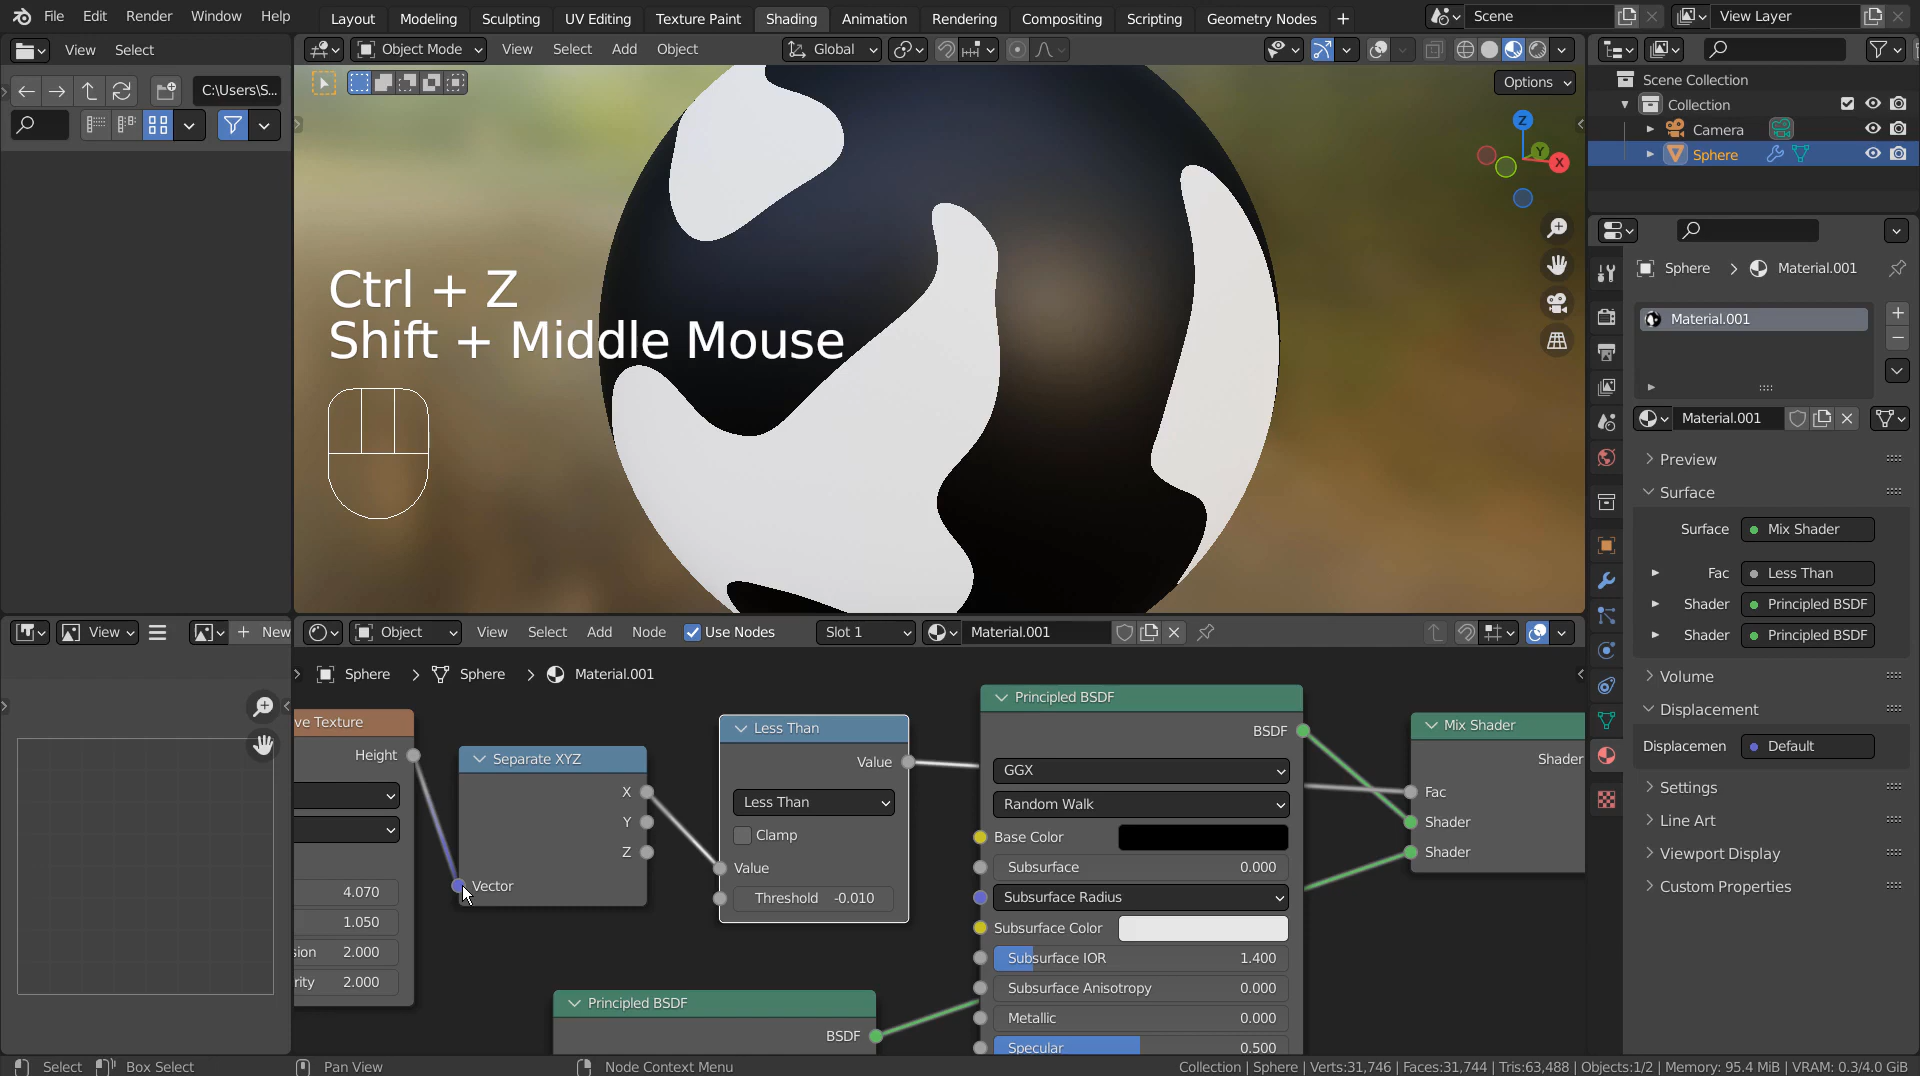 File Edit Render Window Help Layout Modeling Sculpting UV Editing Texture Paint Shading Animation Rendering Compositing Scripting Geometry Nodes + Scene View Layer
View Select
Object Mode View Select Add Object Global
Options
C:\Users\S...
Z
Y
X
Ctrl + Z
Shift + Middle Mouse
Scene Collection
Collection
Camera
Sphere
Sphere > Material.001
Material.001
Material.001
Preview
Surface
Surface Mix Shader
Fac Less Than
Shader Principled BSDF
Shader Principled BSDF
Volume
Displacement
Displacemen Default
Settings
Line Art
Viewport Display
Custom Properties
View + New
Object View Select Add Node Use Nodes Slot 1 Material.001
Sphere > Sphere > Material.001
ve Texture
Height
4.070
1.050
sion 2.000
rity 2.000
Separate XYZ
X
Y
Z
Vector
Less Than
Value
Less Than
Clamp
Value
Threshold -0.010
Principled BSDF
BSDF
Principled BSDF
BSDF
GGX
Random Walk
Base Color
Subsurface 0.000
Subsurface Radius
Subsurface Color
Subsurface IOR 1.400
Subsurface Anisotropy 0.000
Metallic 0.000
Specular 0.500
Mix Shader
Shader
Fac
Shader
Shader
Select Box Select Pan View Node Context Menu Collection | Sphere | Verts:31,746 | Faces:31,744 | Tris:63,488 | Objects:1/2 | Memory: 95.4 MiB | VRAM: 0.3/4.0 GiB